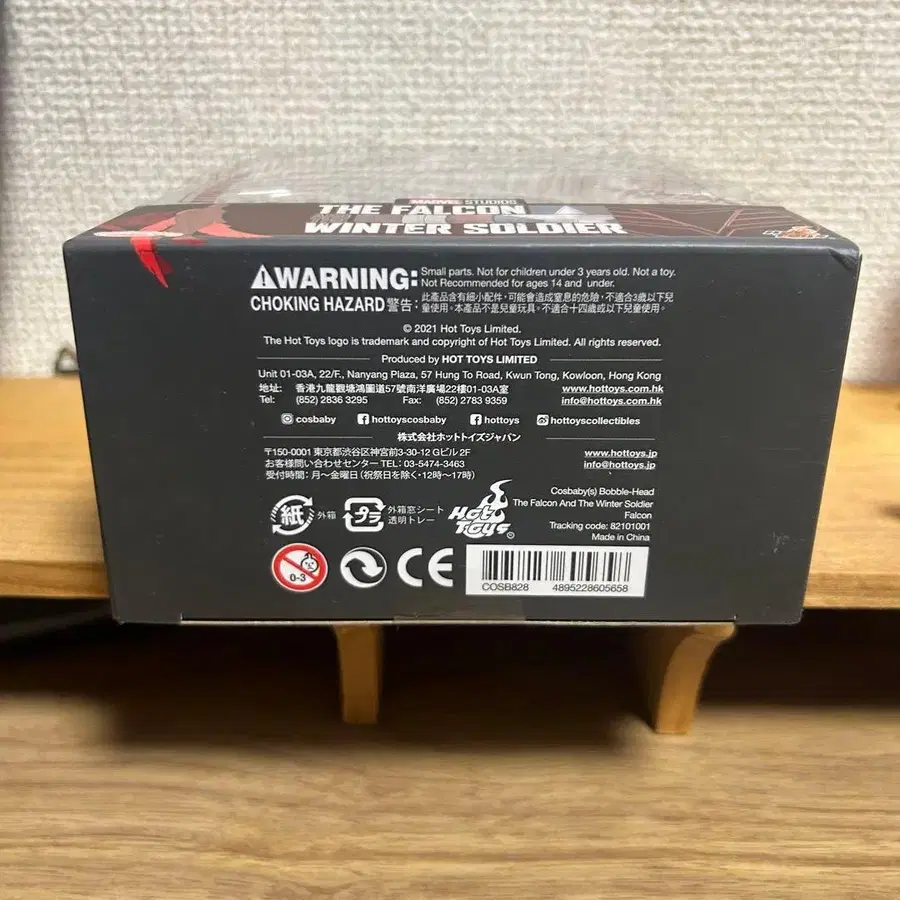 MARVEL STUDIOS
THE FALCON
WINTER SOLDIER
WARNING:
CHOKING HAZARD 警告:
Small parts. Not for children under 3 years old. Not a toy.
Not Recommended for ages 14 and under.
此產品含有細小配件, 可能會造成窒息的危險, 不適合3歲以下兒
童使用。本產品不是兒童玩具。不適合十四歲或以下兒童使用。
© 2021 Hot Toys Limited.
The Hot Toys logo is trademark and copyright of Hot Toys Limited. All rights reserved.
Produced by HOT TOYS LIMITED
Unit 01-03A, 22/F., Nanyang Plaza, 57 Hung To Road, Kwun Tong, Kowloon, Hong Kong
地址: 香港九龍觀塘鴻圖道57號南洋廣場22樓01-03A室 www.hottoys.com.hk
Tel: (852) 2836 3295 Fax: (852) 2783 9359 info@hottoys.com.hk
cosbaby hottoyscosbaby hottoys hottoyscollectibles
株式会社ホットトイズジャパン
〒150-0001 東京都渋谷区神宮前3-30-12 Gビル 2F www.hottoys.jp
お客様問い合わせセンター TEL: 03-5474-3463 info@hottoys.jp
受付時間: 月〜金曜日 (祝祭日を除く・12時〜17時)
紙 外箱 プラ 外箱窓シート
透明トレー
Hot
Toys®
Cosbaby(s) Bobble-Head
The Falcon And The Winter Soldier
Falcon
Tracking code: 82101001
Made in China
0-3 CE
COSB828 4895228605658